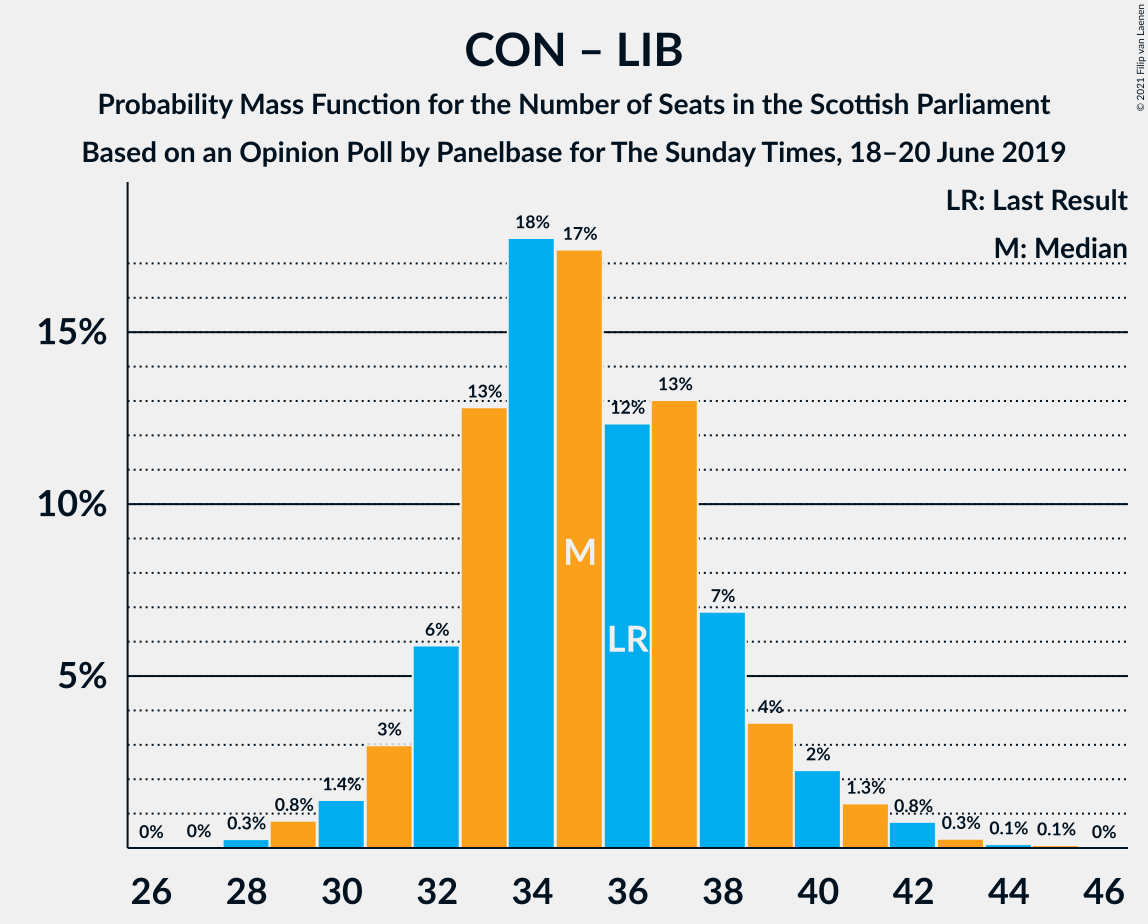 CON – LIB
Probability Mass Function for the Number of Seats in the Scottish Parliament
Based on an Opinion Poll by Panelbase for The Sunday Times, 18–20 June 2019
© 2021 Filip van Laenen
LR: Last Result
M: Median
15%
10%
5%
0%
0%
0.3%
0.8%
1.4%
3%
6%
13%
18%
17%
12%
13%
7%
4%
2%
1.3%
0.8%
0.3%
0.1%
0.1%
0%
M
LR
26 28 30 32 34 36 38 40 42 44 46